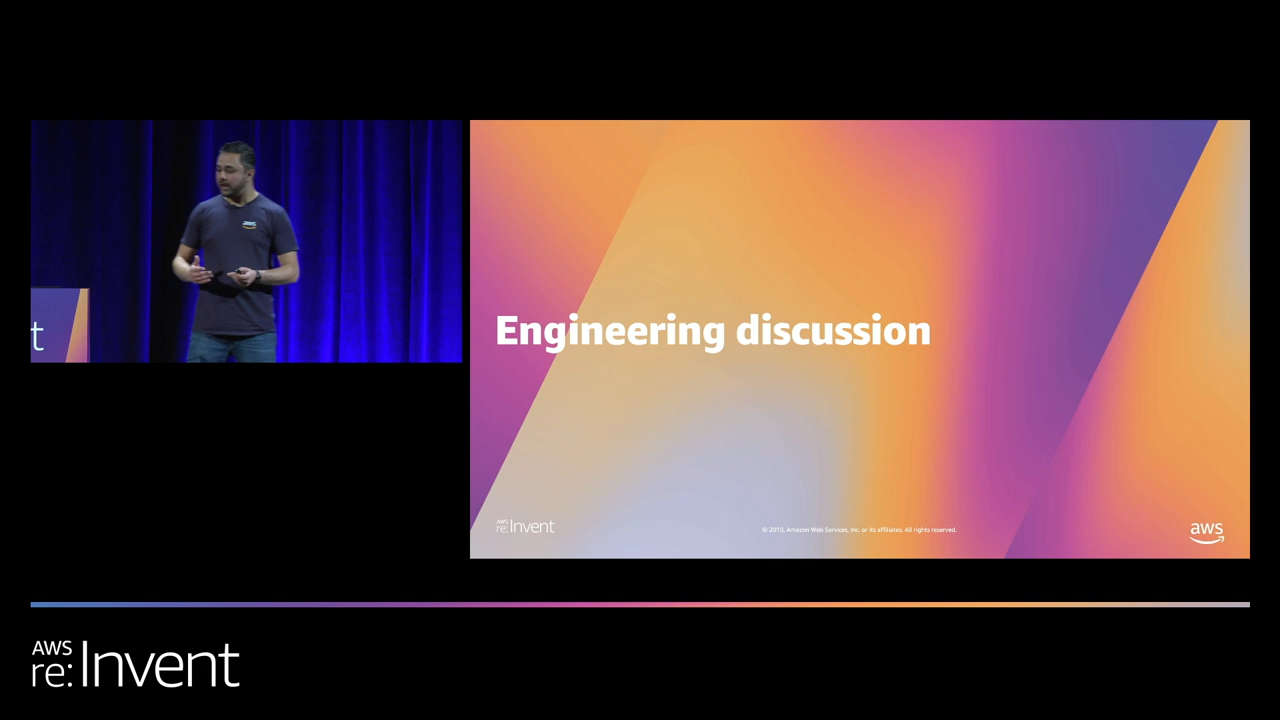 aws
t
Engineering discussion
AWS
re:Invent
© 2019, Amazon Web Services, Inc. or its affiliates. All rights reserved.
aws
AWS
re:Invent